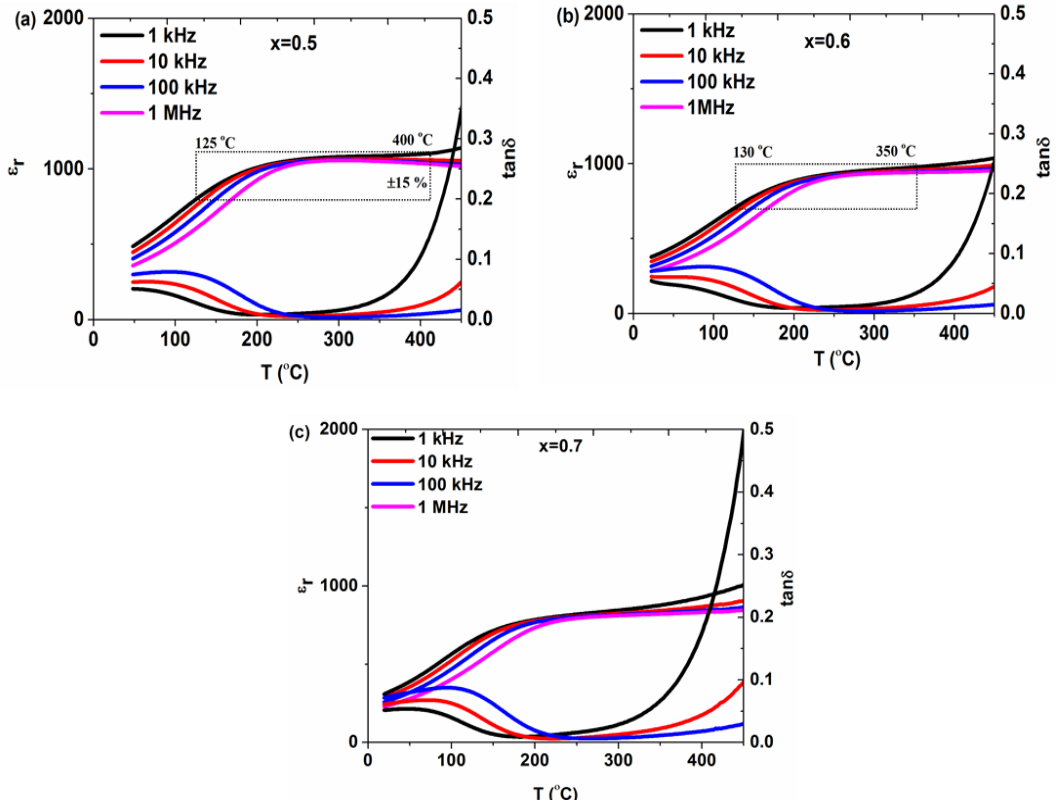 (a)
2000
1 kHz
10 kHz
100 kHz
1 MHz
x=0.5
125 °C
400 °C
±15 %
1000
0
εr
0 100 200 300 400
T (°C)
0.5
0.4
0.3
0.2
0.1
0.0
tanδ
(b)
2000
1 kHz
10 kHz
100 kHz
1MHz
x=0.6
130 °C
350 °C
1000
0
εr
0 100 200 300 400
T (°C)
0.5
0.4
0.3
0.2
0.1
0.0
tanδ
(c)
2000
1 kHz
10 kHz
100 kHz
1 MHz
x=0.7
1000
0
εr
0 100 200 300 400
T (°C)
0.5
0.4
0.3
0.2
0.1
0.0
tanδ